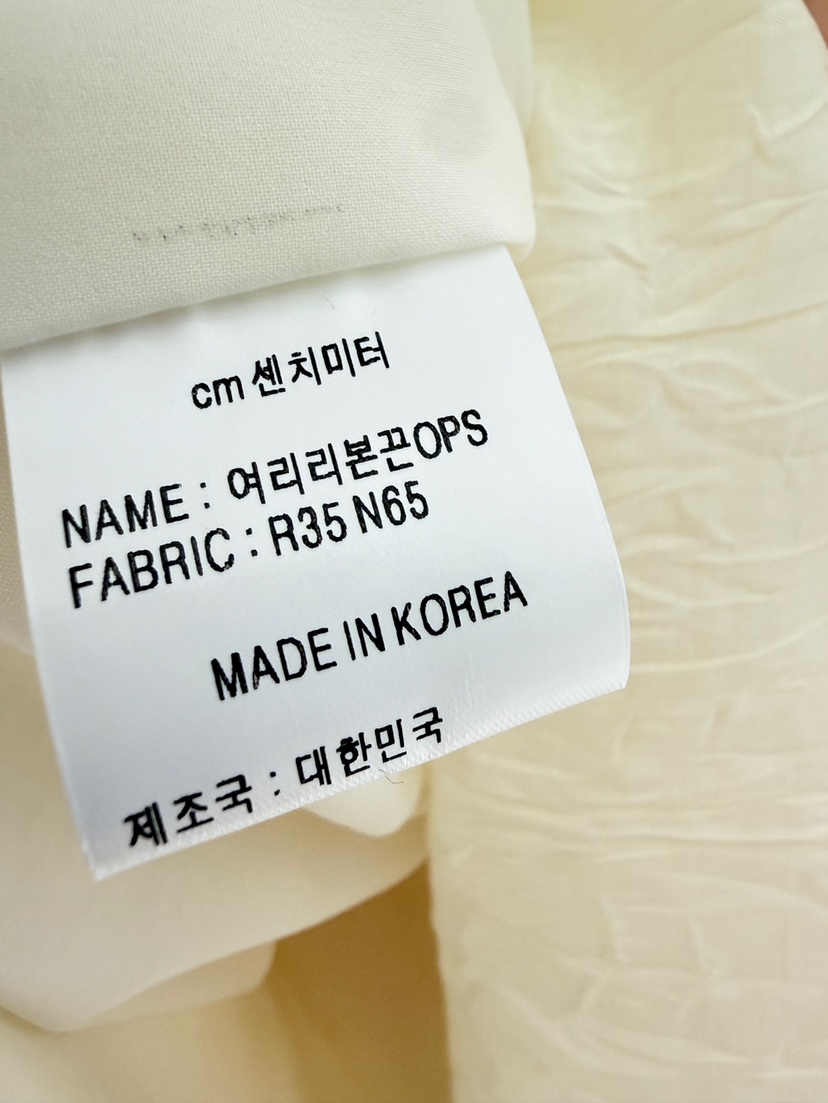 cm 센치미터
NAME : 여리리본끈OPS
FABRIC : R35 N65
MADE IN KOREA
제조국 : 대한민국